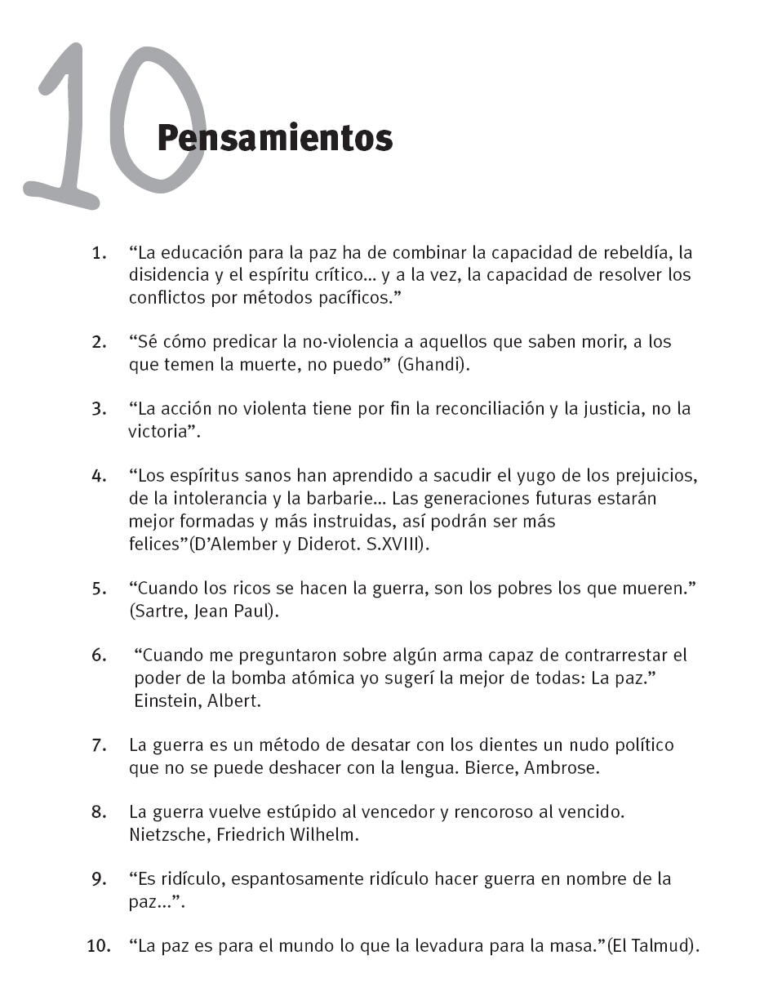 10
Pensamientos
1. “La educación para la paz ha de combinar la capacidad de rebeldía, la
disidencia y el espíritu crítico... y a la vez, la capacidad de resolver los
conflictos por métodos pacíficos.”
2. “Sé cómo predicar la no-violencia a aquellos que saben morir, a los
que temen la muerte, no puedo” (Ghandi).
3. “La acción no violenta tiene por fin la reconciliación y la justicia, no la
victoria”.
4. “Los espíritus sanos han aprendido a sacudir el yugo de los prejuicios,
de la intolerancia y la barbarie... Las generaciones futuras estarán
mejor formadas y más instruidas, así podrán ser más
felices”(D’Alember y Diderot. S.XVIII).
5. “Cuando los ricos se hacen la guerra, son los pobres los que mueren.”
(Sartre, Jean Paul).
6. “Cuando me preguntaron sobre algún arma capaz de contrarrestar el
poder de la bomba atómica yo sugerí la mejor de todas: La paz.”
Einstein, Albert.
7. La guerra es un método de desatar con los dientes un nudo político
que no se puede deshacer con la lengua. Bierce, Ambrose.
8. La guerra vuelve estúpido al vencedor y rencoroso al vencido.
Nietzsche, Friedrich Wilhelm.
9. “Es ridículo, espantosamente ridículo hacer guerra en nombre de la
paz...”.
10. “La paz es para el mundo lo que la levadura para la masa.”(El Talmud).